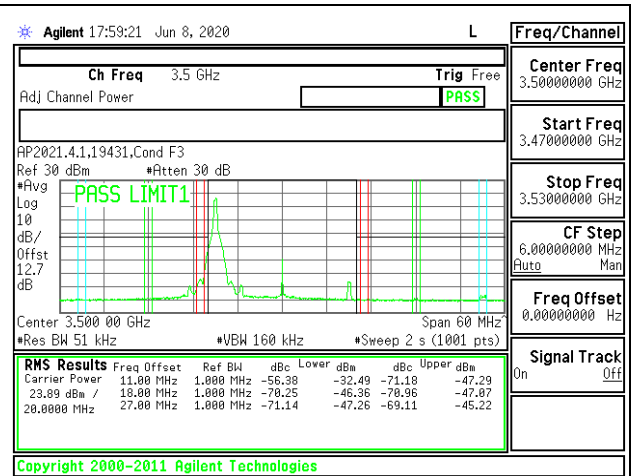 Agilent 17:59:21 Jun 8, 2020 L
Ch Freq 3.5 GHz Trig Free
Adj Channel Power PASS
AP2021.4.1,19431,Cond F3
Ref 30 dBm #Atten 30 dB
#Avg
Log
10
dB/
Offst
12.7
dB
PASS LIMIT1
Center 3.500 00 GHz Span 60 MHz^
#Res BW 51 kHz #VBW 160 kHz #Sweep 2 s (1001 pts)
RMS Results Freq Offset Ref BW dBc Lower dBm dBc Upper dBm
Carrier Power 11.00 MHz 1.000 MHz -56.38 -32.49 -71.18 -47.29
23.89 dBm / 18.00 MHz 1.000 MHz -70.25 -46.36 -70.96 -47.07
20.0000 MHz 27.00 MHz 1.000 MHz -71.14 -47.26 -69.11 -45.22
Copyright 2000-2011 Agilent Technologies
Freq/Channel
Center Freq
3.50000000 GHz
Start Freq
3.47000000 GHz
Stop Freq
3.53000000 GHz
CF Step
6.00000000 MHz
Auto Man
Freq Offset
0.00000000 Hz
Signal Track
On Off